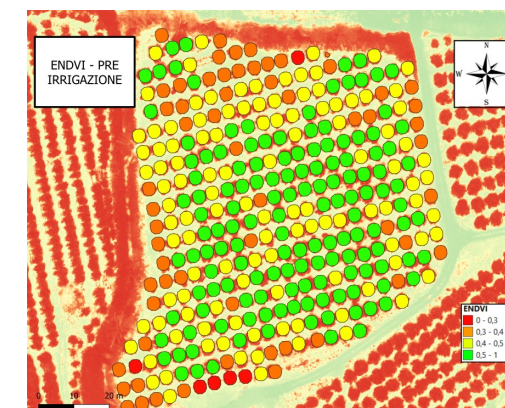 ENDVI - PRE
IRRIGAZIONE
N
W
E
S
ENDVI
0 - 0,3
0,3 - 0,4
0,4 - 0,5
0,5 - 1
0 10 20 m